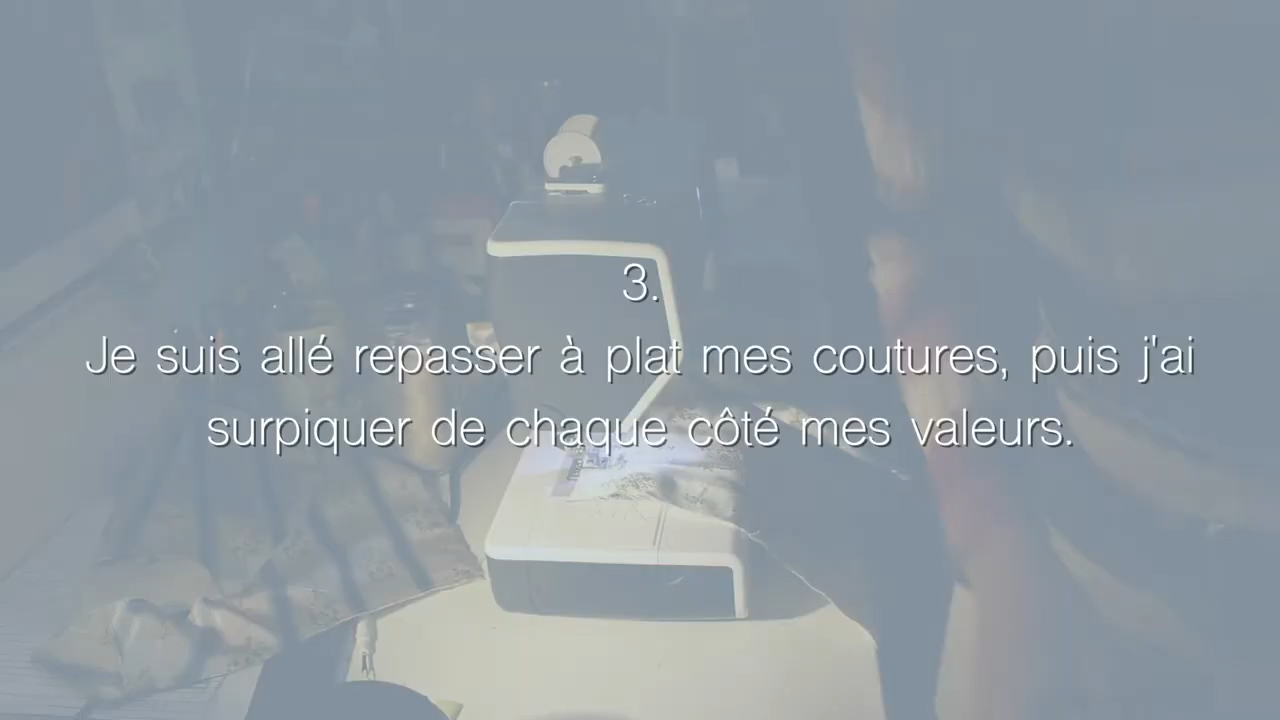 3.
Je suis allé repasser à plat mes coutures, puis j'ai
surpiquer de chaque côté mes valeurs.